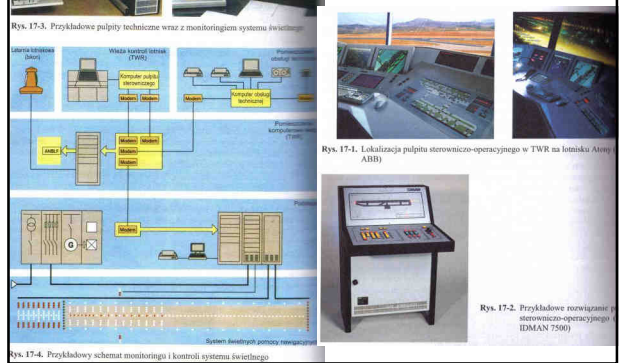 Rys. 17-3. Przykładowe pulpity techniczne wraz z monitoringiem systemu świetlnego
Latarnia lotniskowa
(bkon)
Wieża kontroli lotnisk
(TWR)
obsługi
Komputer pulpitu
sterowniczego
Modem
Modem
Modem
Komputer obsługi
technicznej
Modem
(TWR)
Modem
Modem
Modem
Modem
G
Modem
System świetlnych pomocy nawigacyjnych
Rys. 17-4. Przykładowy schemat monitoringu i kontroli systemu świetlnego
Rys. 17-1. Lokalizacja pulpitu sterowniczo-operacyjnego w TWR na lotnisku Ateny
ABB)
Rys. 17-2. Przykładowe rozwiązanie
sterowniczo-operacyjnego
IDMAN 7500)